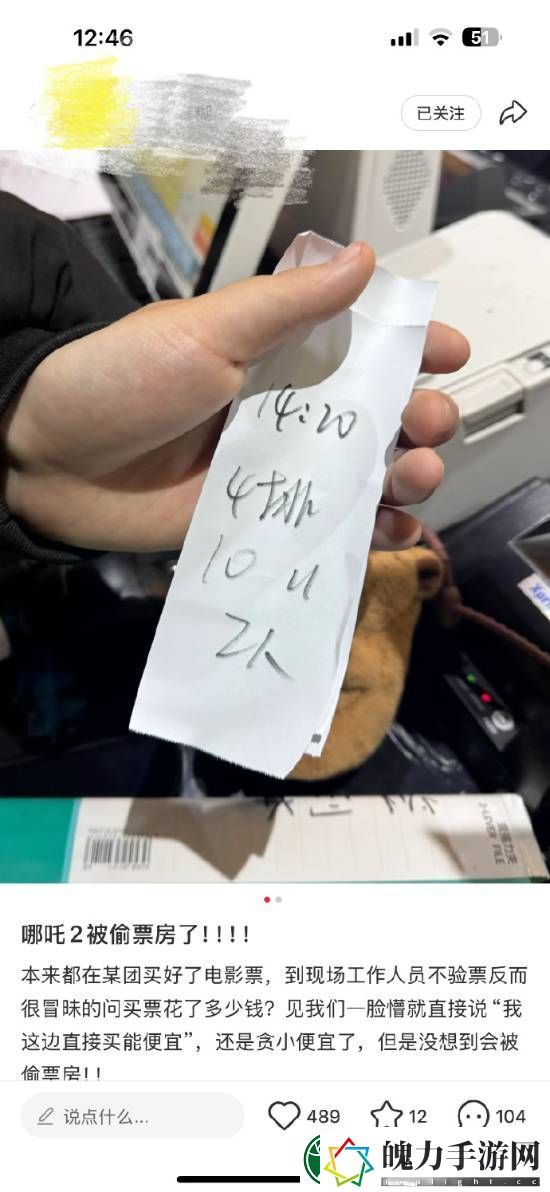 12:46
51
已关注
14:20
4排
10 11
2人
2-LEVER FILE
哪吒2被偷票房了!!!!
本来都在某团买好了电影票，到现场工作人员不验票反而
很冒昧的问买票花了多少钱？见我们一脸懵就直接说“我
这边直接买能便宜”，还是贪小便宜了，但是没想到会被
偷票房!!
说点什么...
489
12
104
魄力手游网